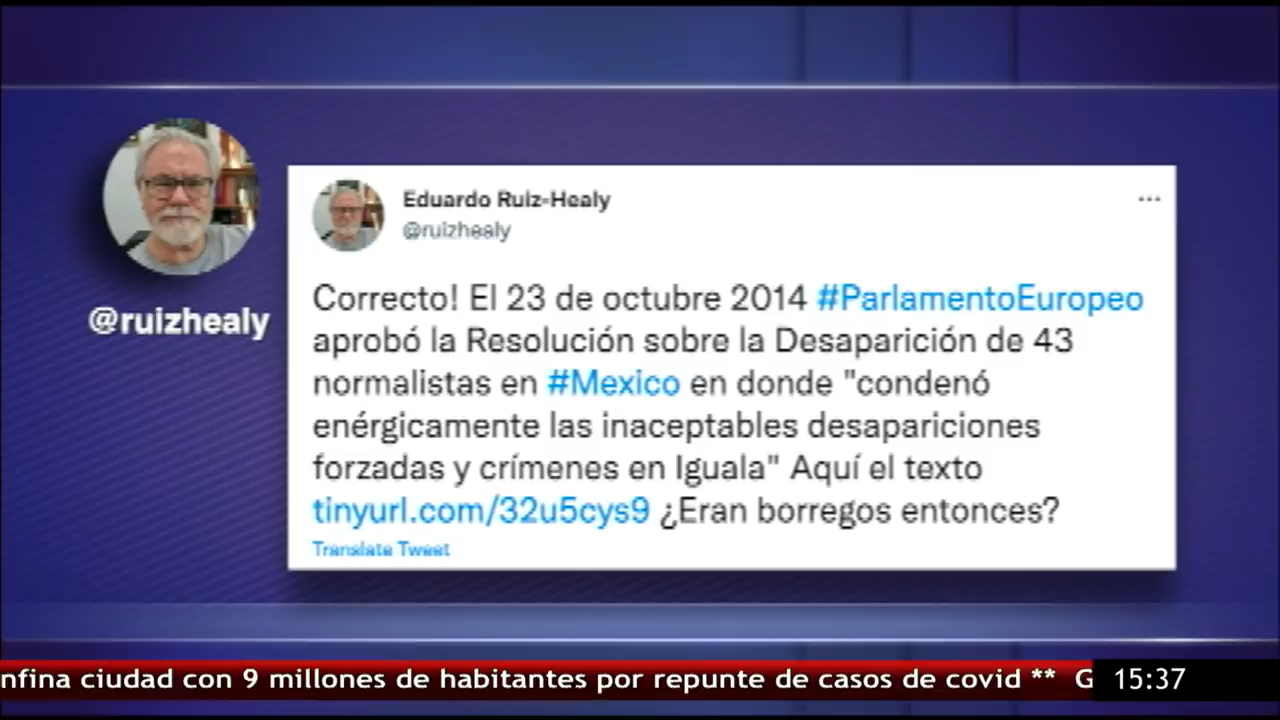 @ruizhealy
Eduardo Ruiz-Healy
@ruizhealy
Correcto! El 23 de octubre 2014 #ParlamentoEuropeo
aprobó la Resolución sobre la Desaparición de 43
normalistas en #Mexico en donde "condenó
enérgicamente las inaceptables desapariciones
forzadas y crímenes en Iguala" Aquí el texto
tinyurl.com/32u5cys9 ¿Eran borregos entonces?
Translate Tweet
nfina ciudad con 9 millones de habitantes por repunte de casos de covid ** G
15:37